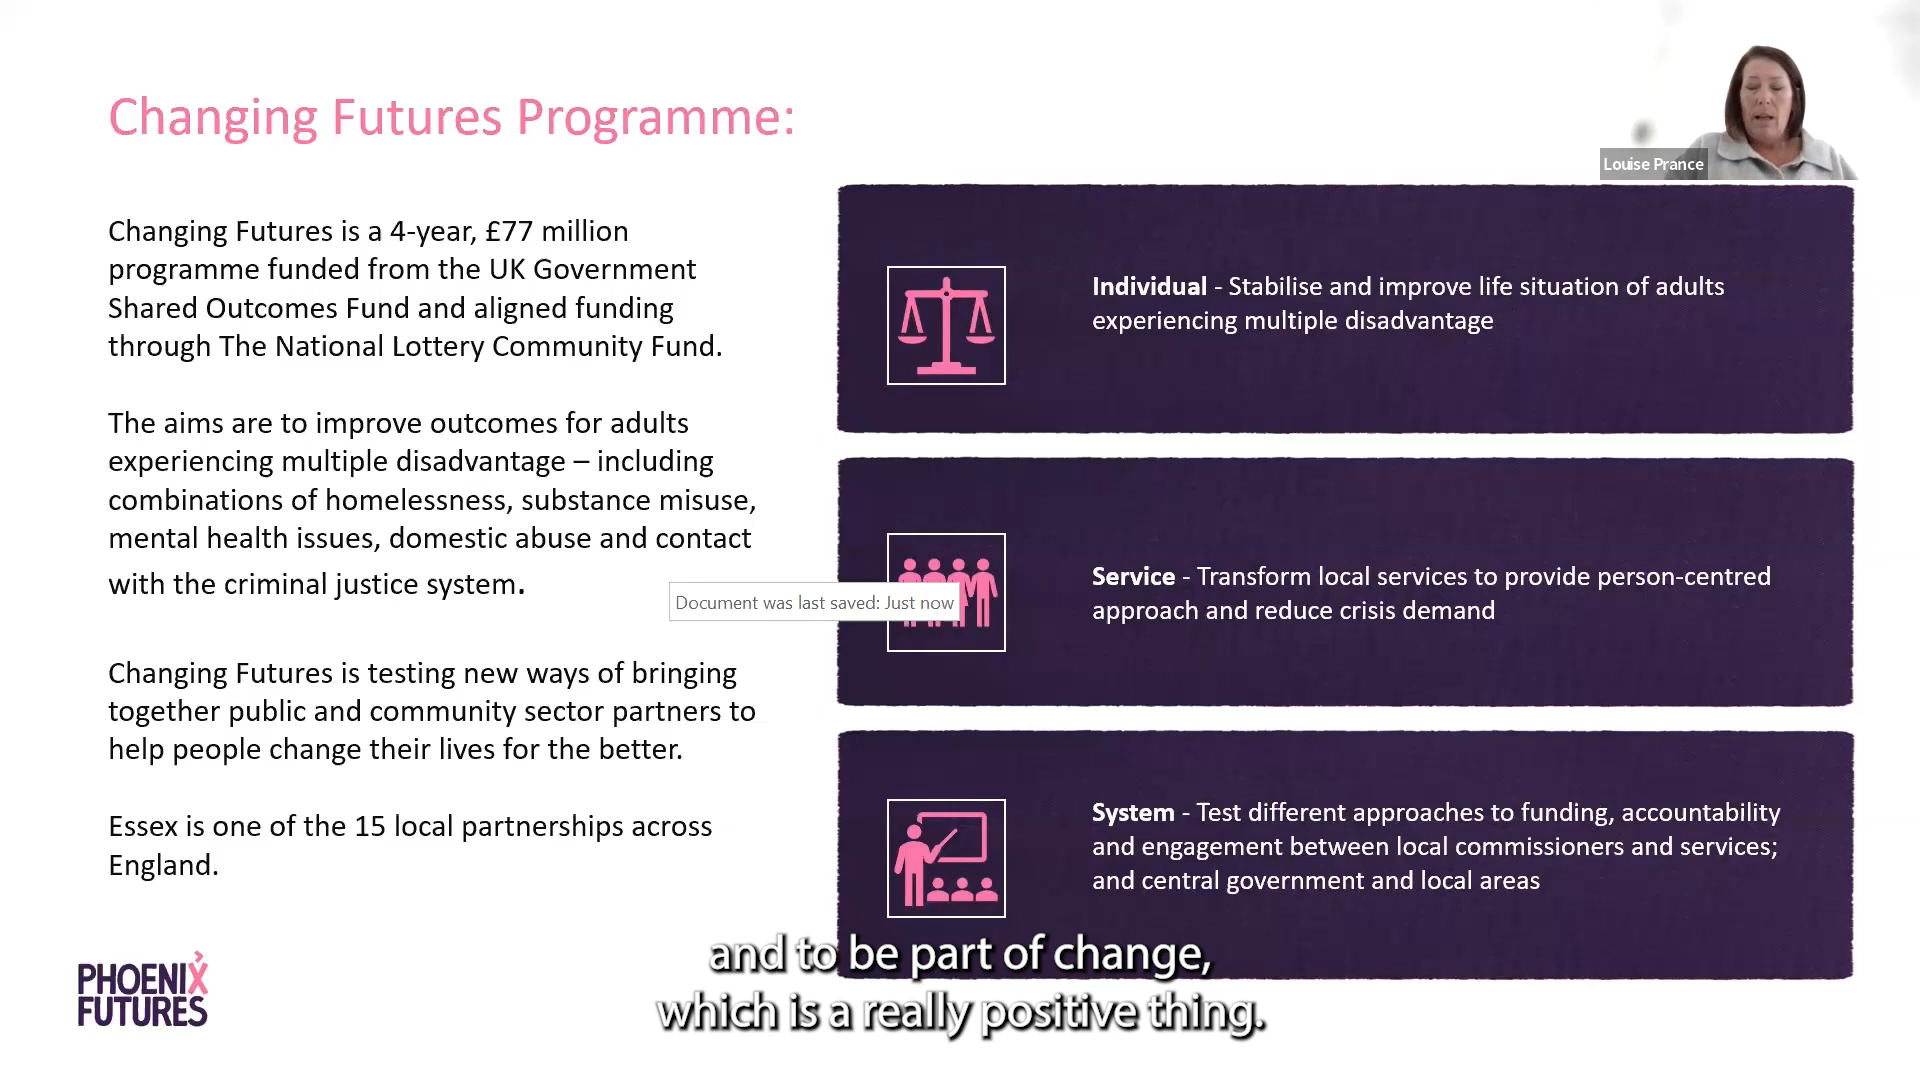 Changing Futures Programme:
Louise Prance
Changing Futures is a 4-year, £77 million
programme funded from the UK Government
Shared Outcomes Fund and aligned funding
through The National Lottery Community Fund.
The aims are to improve outcomes for adults
experiencing multiple disadvantage – including
combinations of homelessness, substance misuse,
mental health issues, domestic abuse and contact
with the criminal justice system.
Document was last saved: Just now
Changing Futures is testing new ways of bringing
together public and community sector partners to
help people change their lives for the better.
Essex is one of the 15 local partnerships across
England.
Individual - Stabilise and improve life situation of adults
experiencing multiple disadvantage
Service - Transform local services to provide person-centred
approach and reduce crisis demand
System - Test different approaches to funding, accountability
and engagement between local commissioners and services;
and central government and local areas
PHOENIX
FUTURES
and to be part of change,
which is a really positive thing.